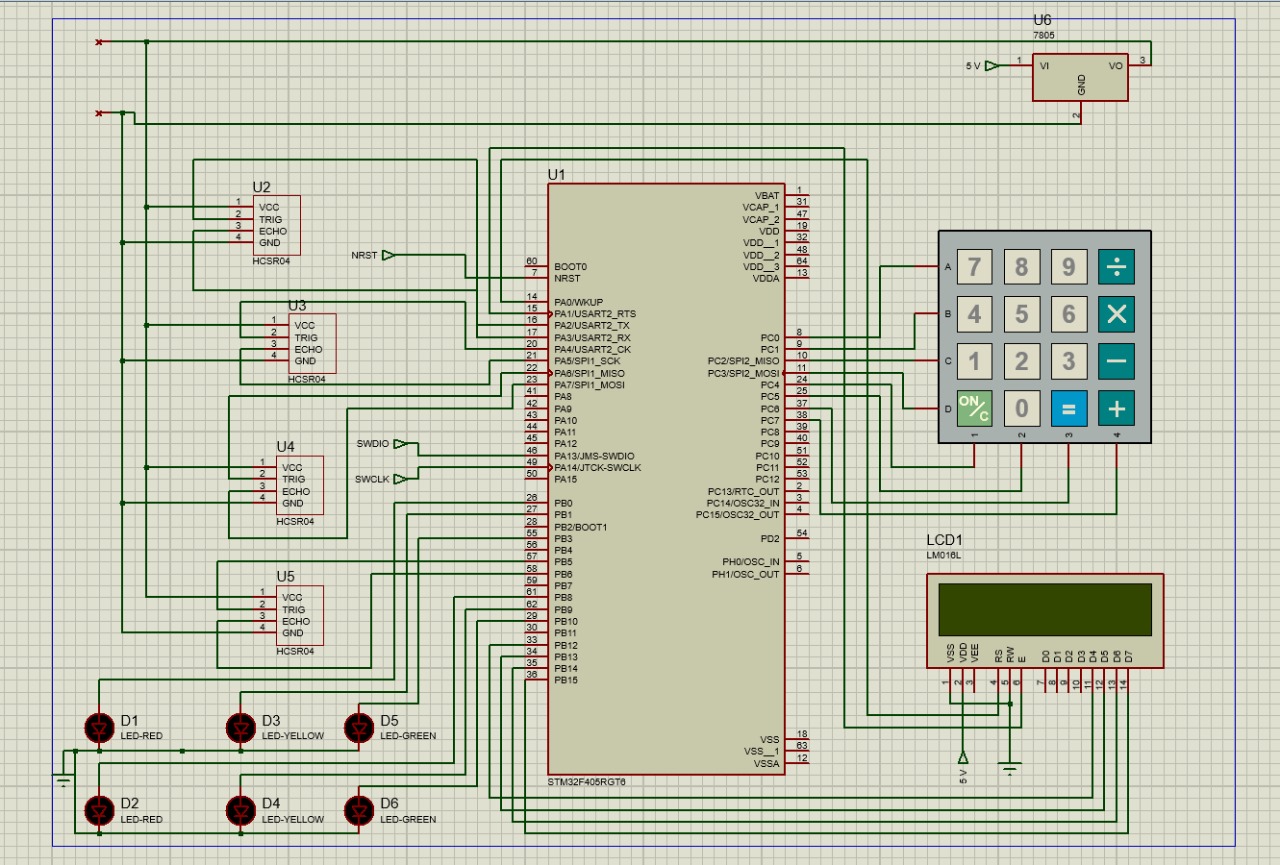 U6
7805
5 V
1
VI
VO
3
GND
2
U2
1 VCC
2 TRIG
3 ECHO
4 GND
HCSR04
NRST
U3
1 VCC
2 TRIG
3 ECHO
4 GND
HCSR04
U4
1 VCC
2 TRIG
3 ECHO
4 GND
HCSR04
SWDIO
SWCLK
U5
1 VCC
2 TRIG
3 ECHO
4 GND
HCSR04
U1
60 BOOT0
7 NRST
14 PA0/WKUP
15 PA1/USART2_RTS
16 PA2/USART2_TX
17 PA3/USART2_RX
20 PA4/USART2_CK
21 PA5/SPI1_SCK
22 PA6/SPI1_MISO
23 PA7/SPI1_MOSI
41 PA8
42 PA9
43 PA10
44 PA11
45 PA12
46 PA13/JMS-SWDIO
49 PA14/JTCK-SWCLK
50 PA15
26 PB0
27 PB1
28 PB2/BOOT1
55 PB3
56 PB4
57 PB5
58 PB6
59 PB7
61 PB8
62 PB9
29 PB10
30 PB11
33 PB12
34 PB13
35 PB14
36 PB15
VBAT 1
VCAP_1 31
VCAP_2 47
VDD 19
VDD__1 32
VDD__2 48
VDD__3 64
VDDA 13
PC0 8
PC1 9
PC2/SPI2_MISO 10
PC3/SPI2_MOSI 11
PC4 24
PC5 25
PC6 37
PC7 38
PC8 39
PC9 40
PC10 51
PC11 52
PC12 53
PC13/RTC_OUT 2
PC14/OSC32_IN 3
PC15/OSC32_OUT 4
PD2 54
PH0/OSC_IN 5
PH1/OSC_OUT 6
VSS 18
VSS__1 63
VSSA 12
STM32F405RGT6
A 7 8 9 ÷
B 4 5 6 ×
C 1 2 3 −
D ON/C 0 = +
1 2 3 4
LCD1
LM016L
VSS VDD VEE RS RW E D0 D1 D2 D3 D4 D5 D6 D7
1 2 3 4 5 6 7 8 9 10 11 12 13 14
5 V
D1
LED-RED
D3
LED-YELLOW
D5
LED-GREEN
D2
LED-RED
D4
LED-YELLOW
D6
LED-GREEN